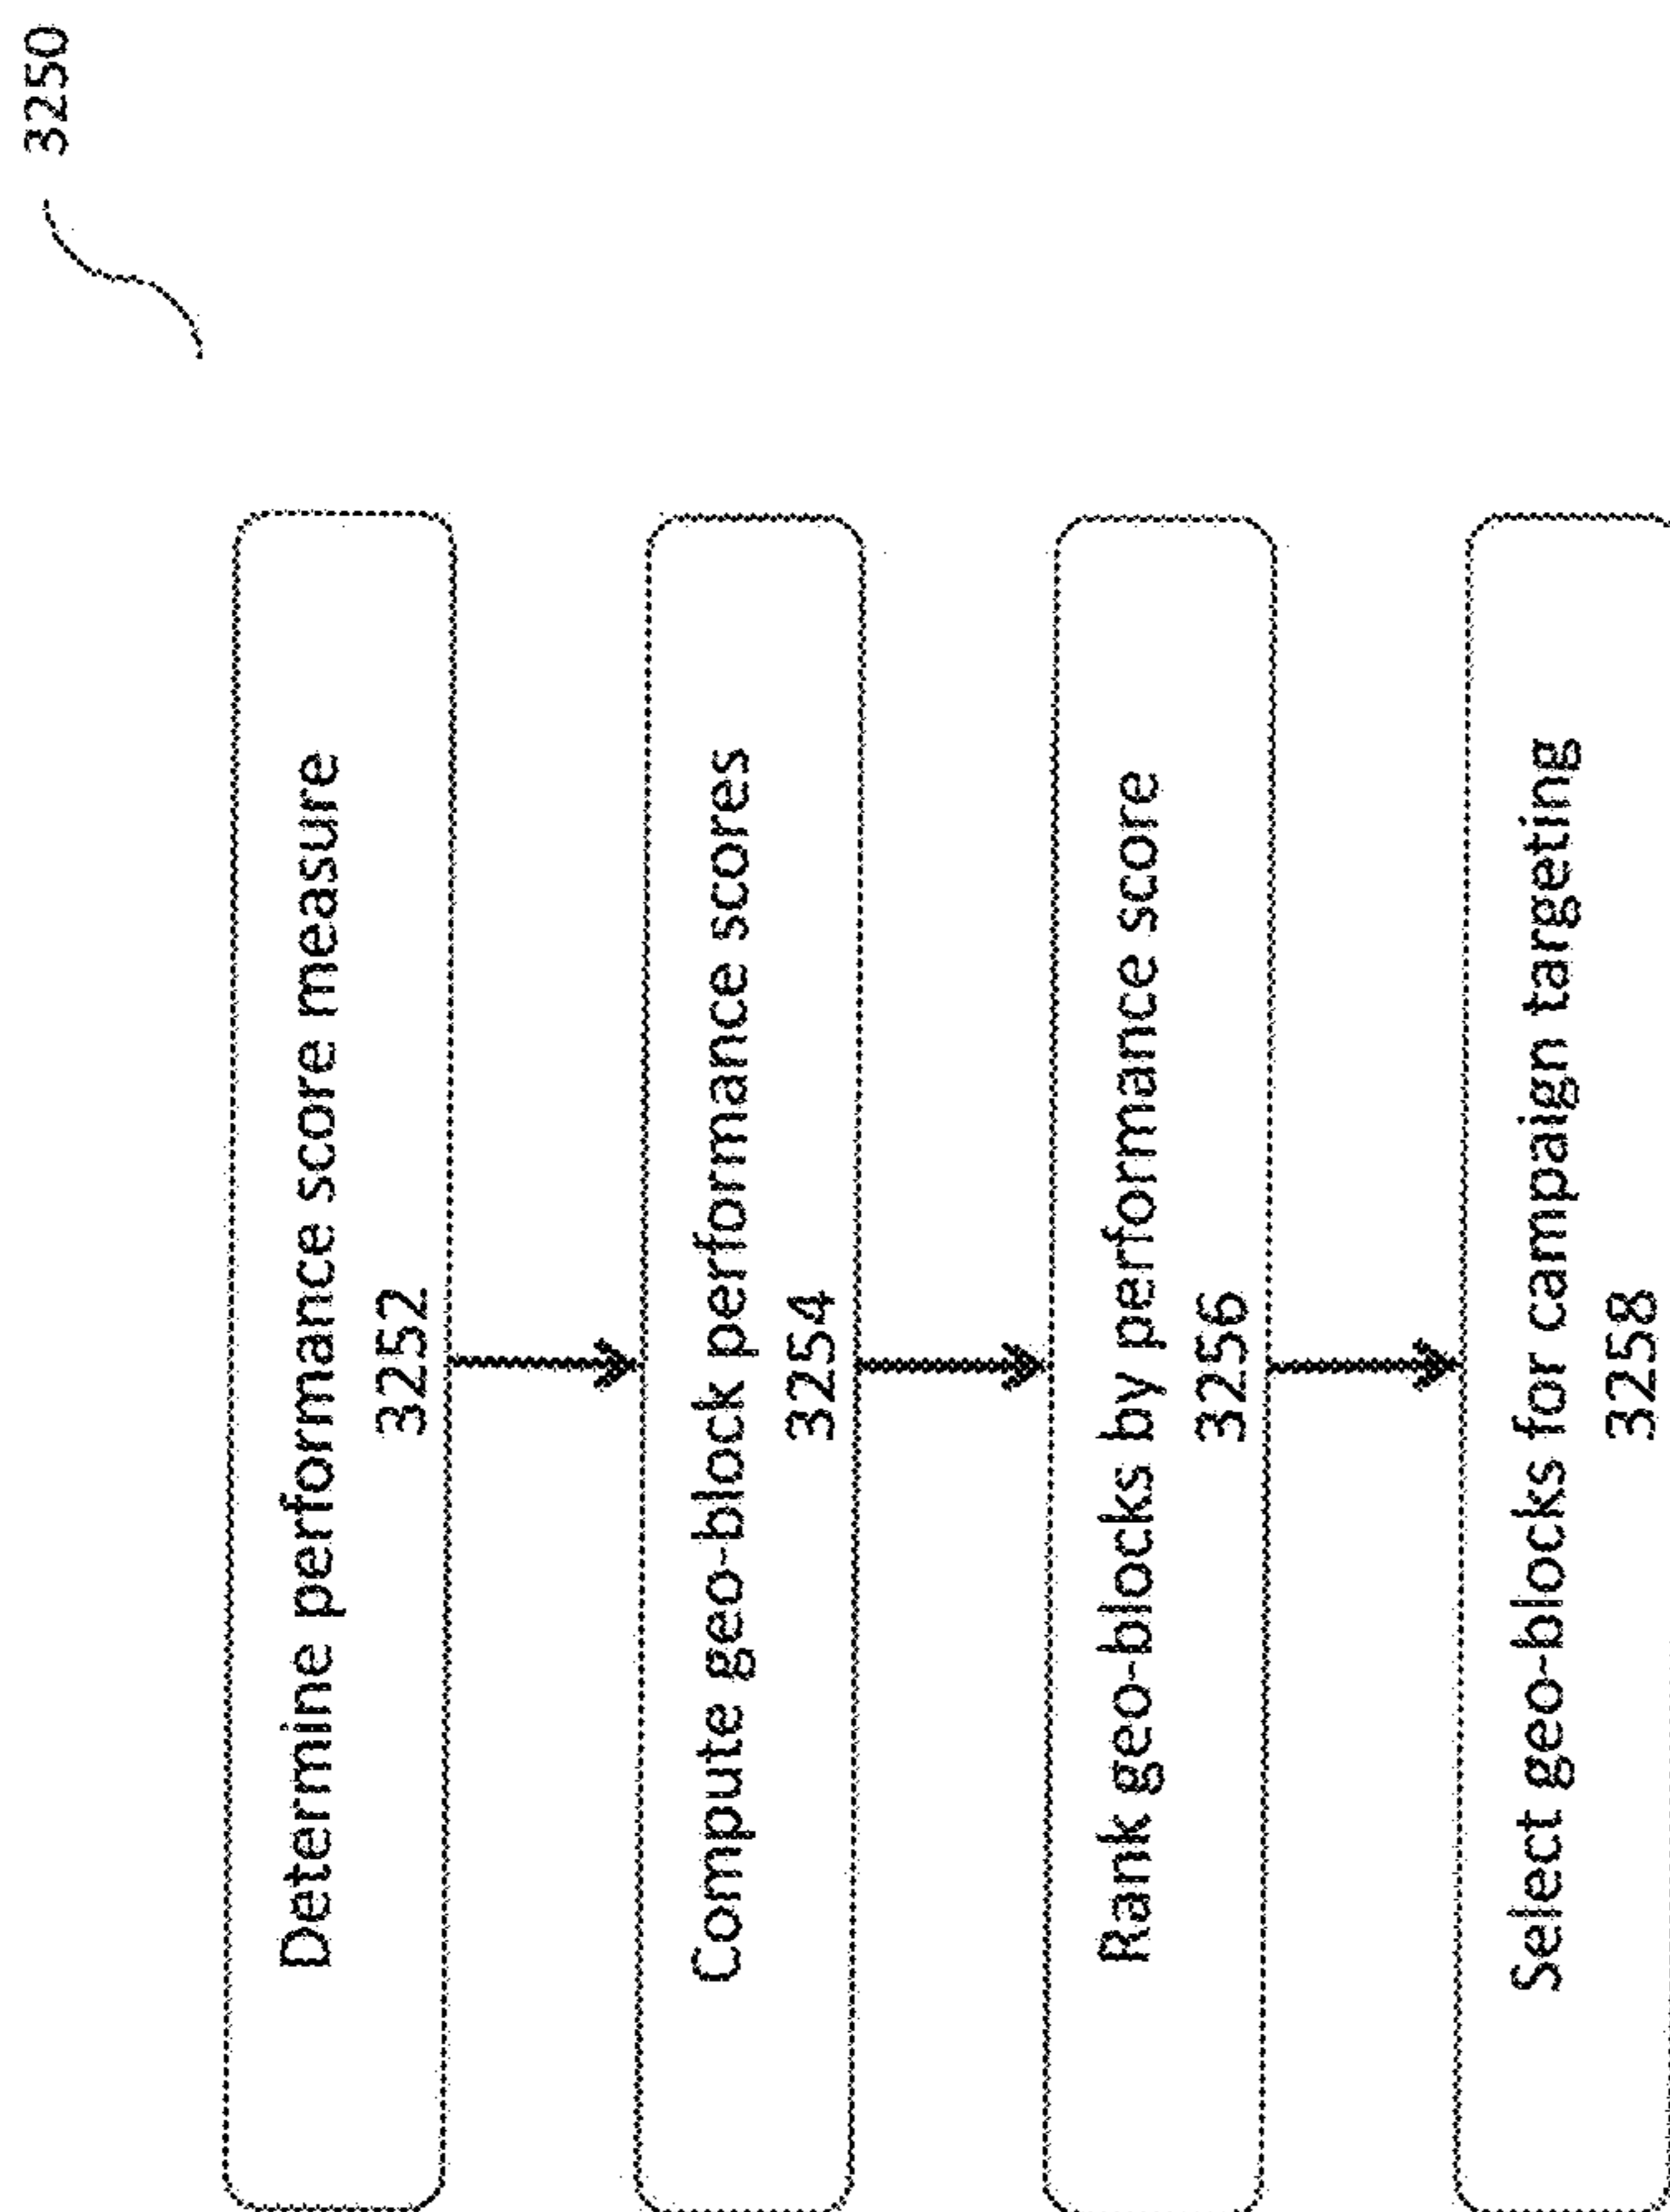 3250
Determine performance score measure
3252
Compute geo-block performance scores
3254
Rank geo-blocks by performance score
3256
Select geo-blocks for campaign targeting
3258